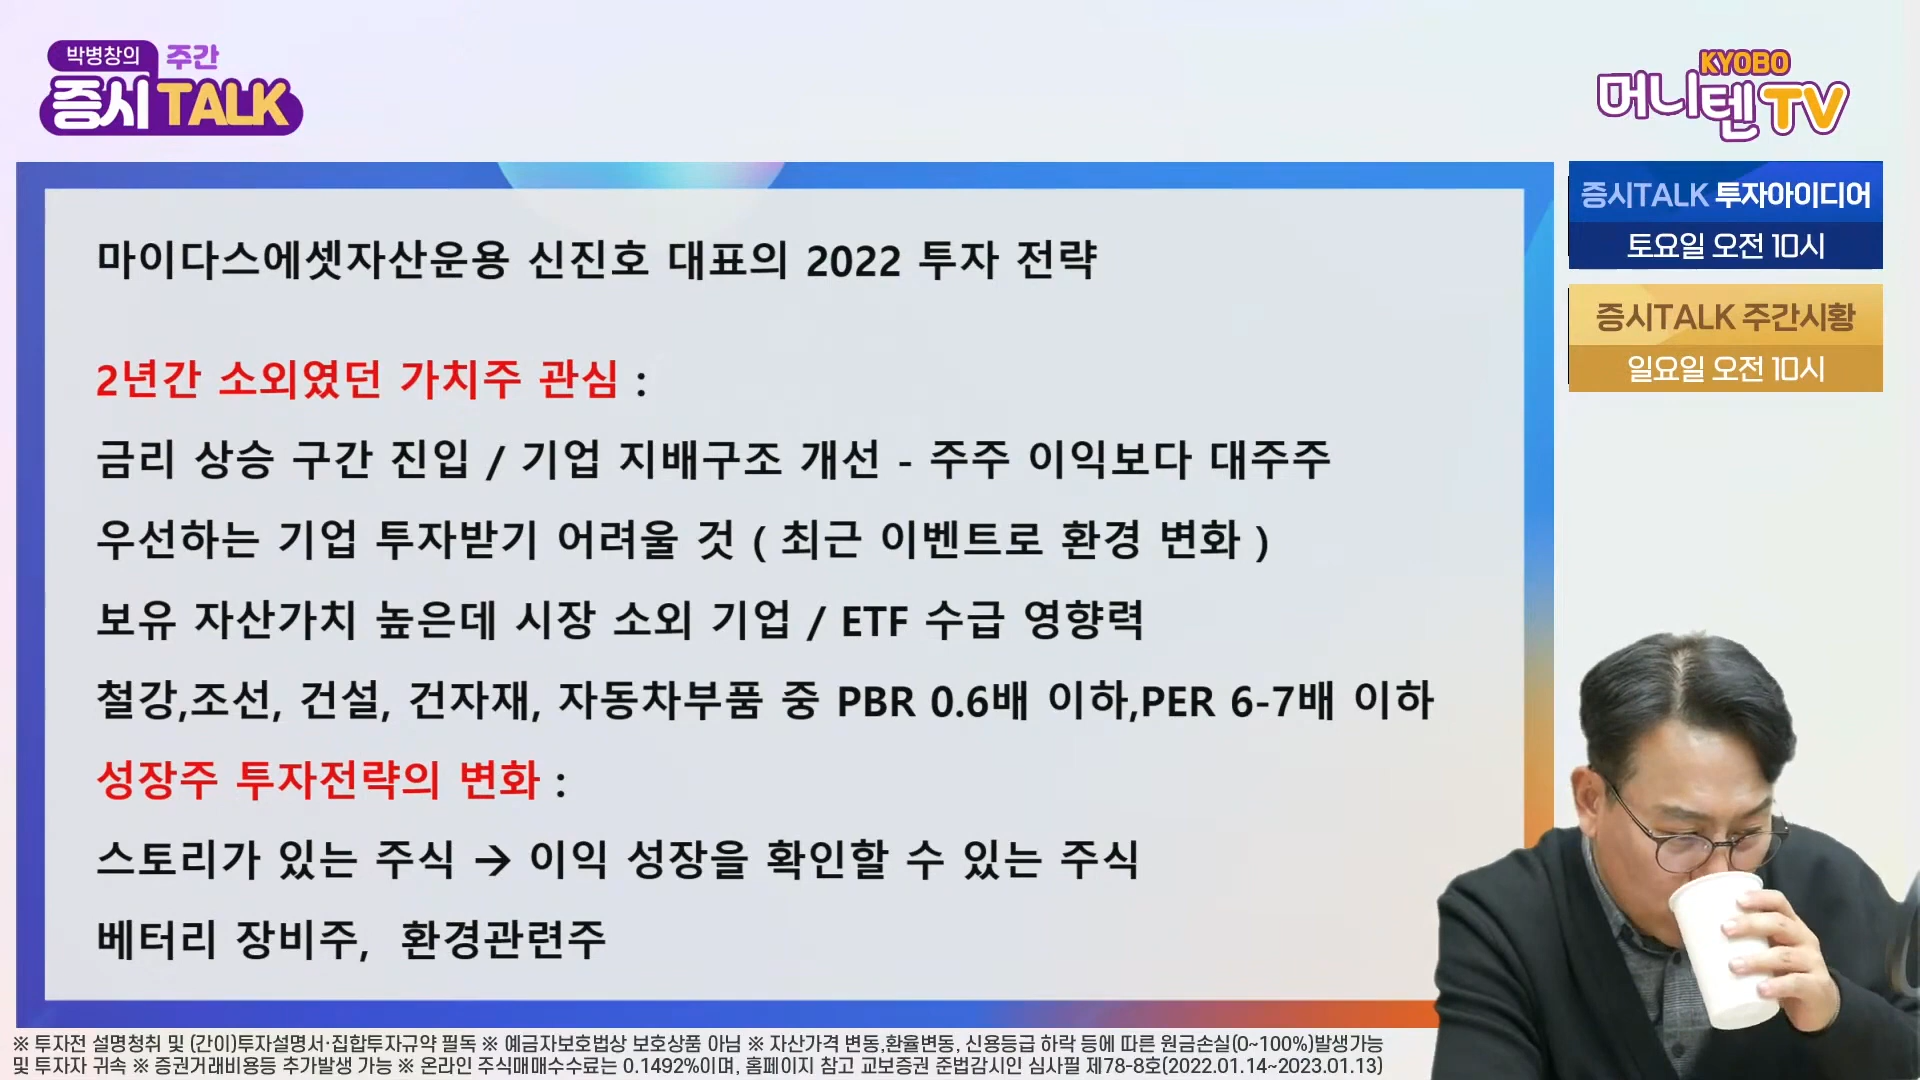 박병창의 주간
증시 TALK
KYOBO
머니텐 TV
증시TALK 투자아이디어
토요일 오전 10시
증시TALK 주간시황
일요일 오전 10시
마이다스에셋자산운용 신진호 대표의 2022 투자 전략
2년간 소외였던 가치주 관심 :
금리 상승 구간 진입 / 기업 지배구조 개선 - 주주 이익보다 대주주
우선하는 기업 투자받기 어려울 것 ( 최근 이벤트로 환경 변화 )
보유 자산가치 높은데 시장 소외 기업 / ETF 수급 영향력
철강,조선, 건설, 건자재, 자동차부품 중 PBR 0.6배 이하,PER 6-7배 이하
성장주 투자전략의 변화 :
스토리가 있는 주식 → 이익 성장을 확인할 수 있는 주식
베터리 장비주, 환경관련주
※ 투자전 설명청취 및 (간이)투자설명서·집합투자규약 필독 ※ 예금자보호법상 보호상품 아님 ※ 자산가격 변동,환율변동, 신용등급 하락 등에 따른 원금손실(0~100%)발생가능
및 투자자 귀속 ※ 증권거래비용등 추가발생 가능 ※ 온라인 주식매매수수료는 0.1492%이며, 홈페이지 참고 교보증권 준법감시인 심사필 제78-8호(2022.01.14~2023.01.13)